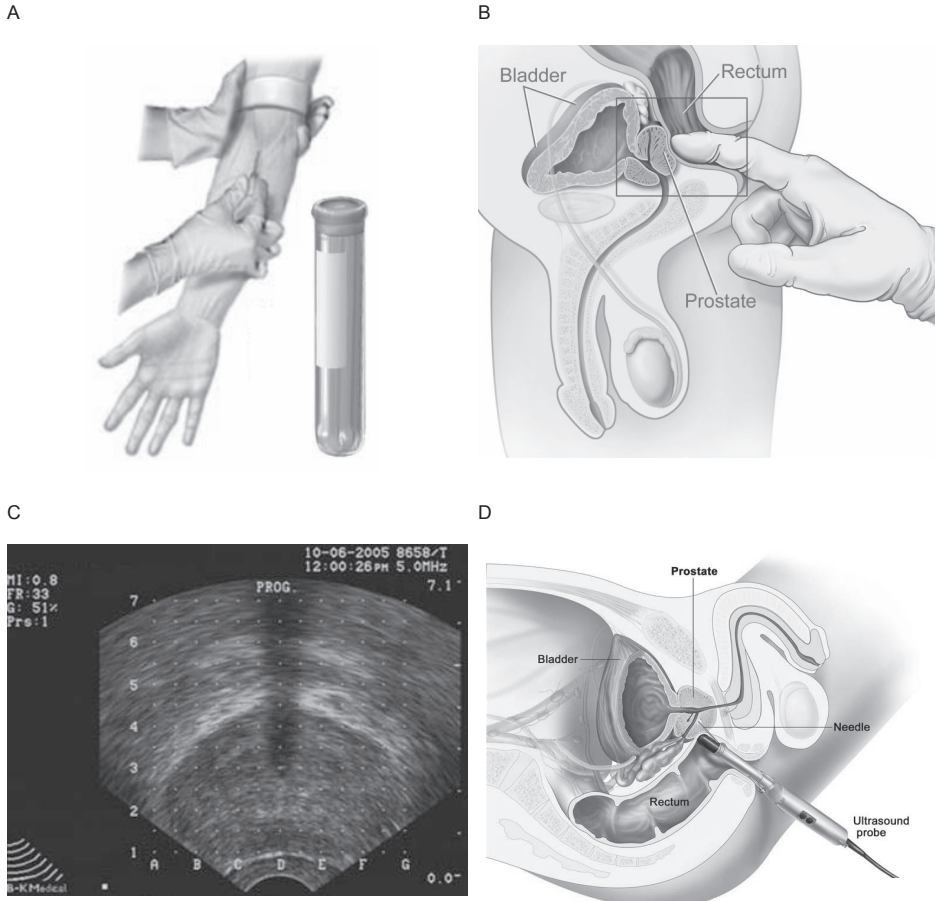 A
B
Bladder
Rectum
Prostate
C
10-06-2005 8658/T
12:00:26PM 5.0MHz
MI:0.8
FR:33
G: 51%
Prs:1
PROG.
7.1
7
6
5
4
3
2
1
A B C D E F G
0.0
B-K Medical
D
Prostate
Bladder
Needle
Rectum
Ultrasound
probe